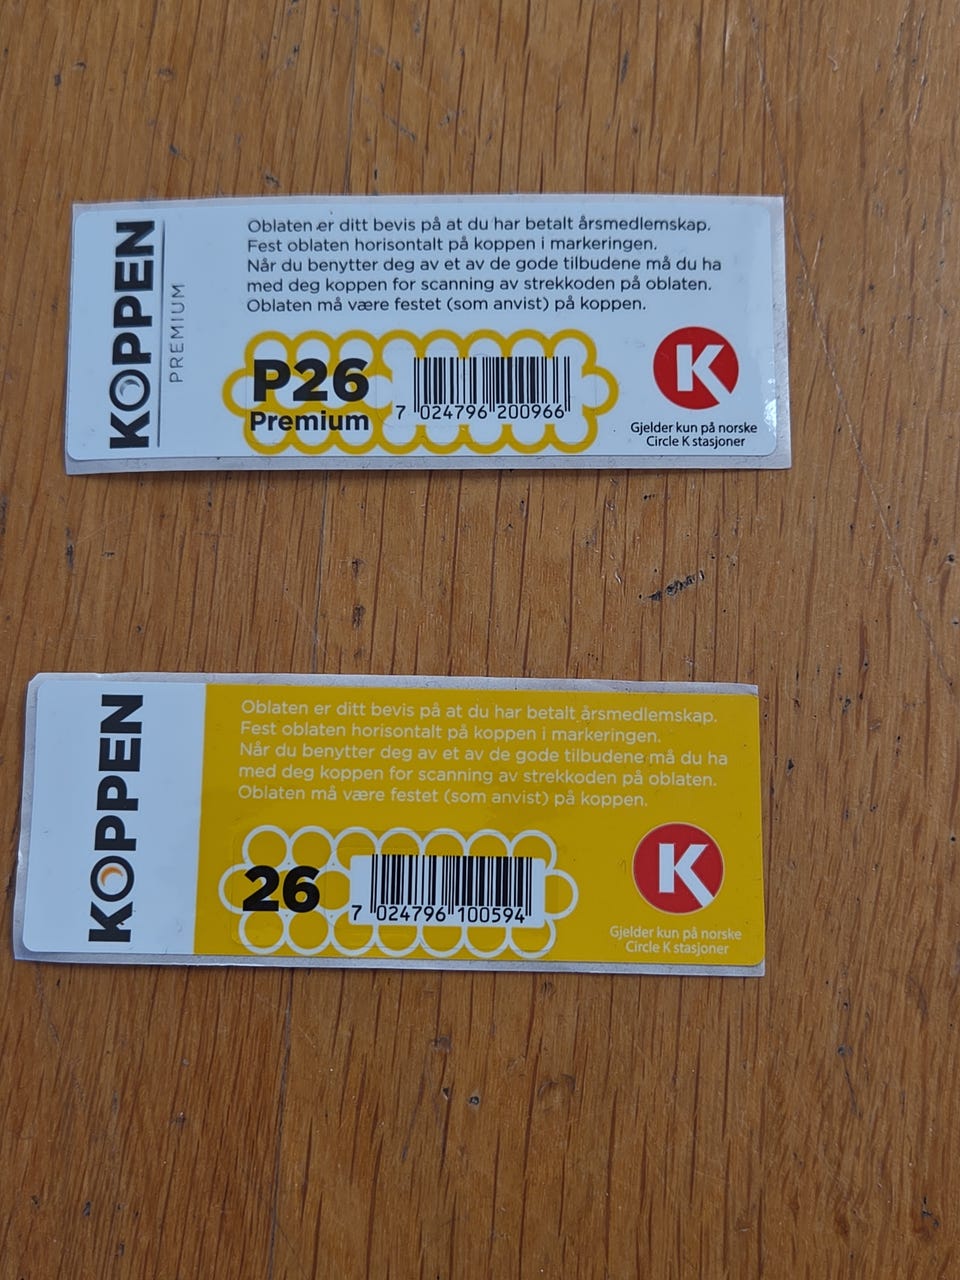 KOPPEN
PREMIUM
Oblaten er ditt bevis på at du har betalt årsmedlemskap.
Fest oblaten horisontalt på koppen i markeringen.
Når du benytter deg av et av de gode tilbudene må du ha
med deg koppen for scanning av strekkoden på oblaten.
Oblaten må være festet (som anvist) på koppen.
P26
Premium
7 024796 200966
K
Gjelder kun på norske
Circle K stasjoner
KOPPEN
Oblaten er ditt bevis på at du har betalt årsmedlemskap.
Fest oblaten horisontalt på koppen i markeringen.
Når du benytter deg av et av de gode tilbudene må du ha
med deg koppen for scanning av strekkoden på oblaten.
Oblaten må være festet (som anvist) på koppen.
26
7 024796 100594
K
Gjelder kun på norske
Circle K stasjoner